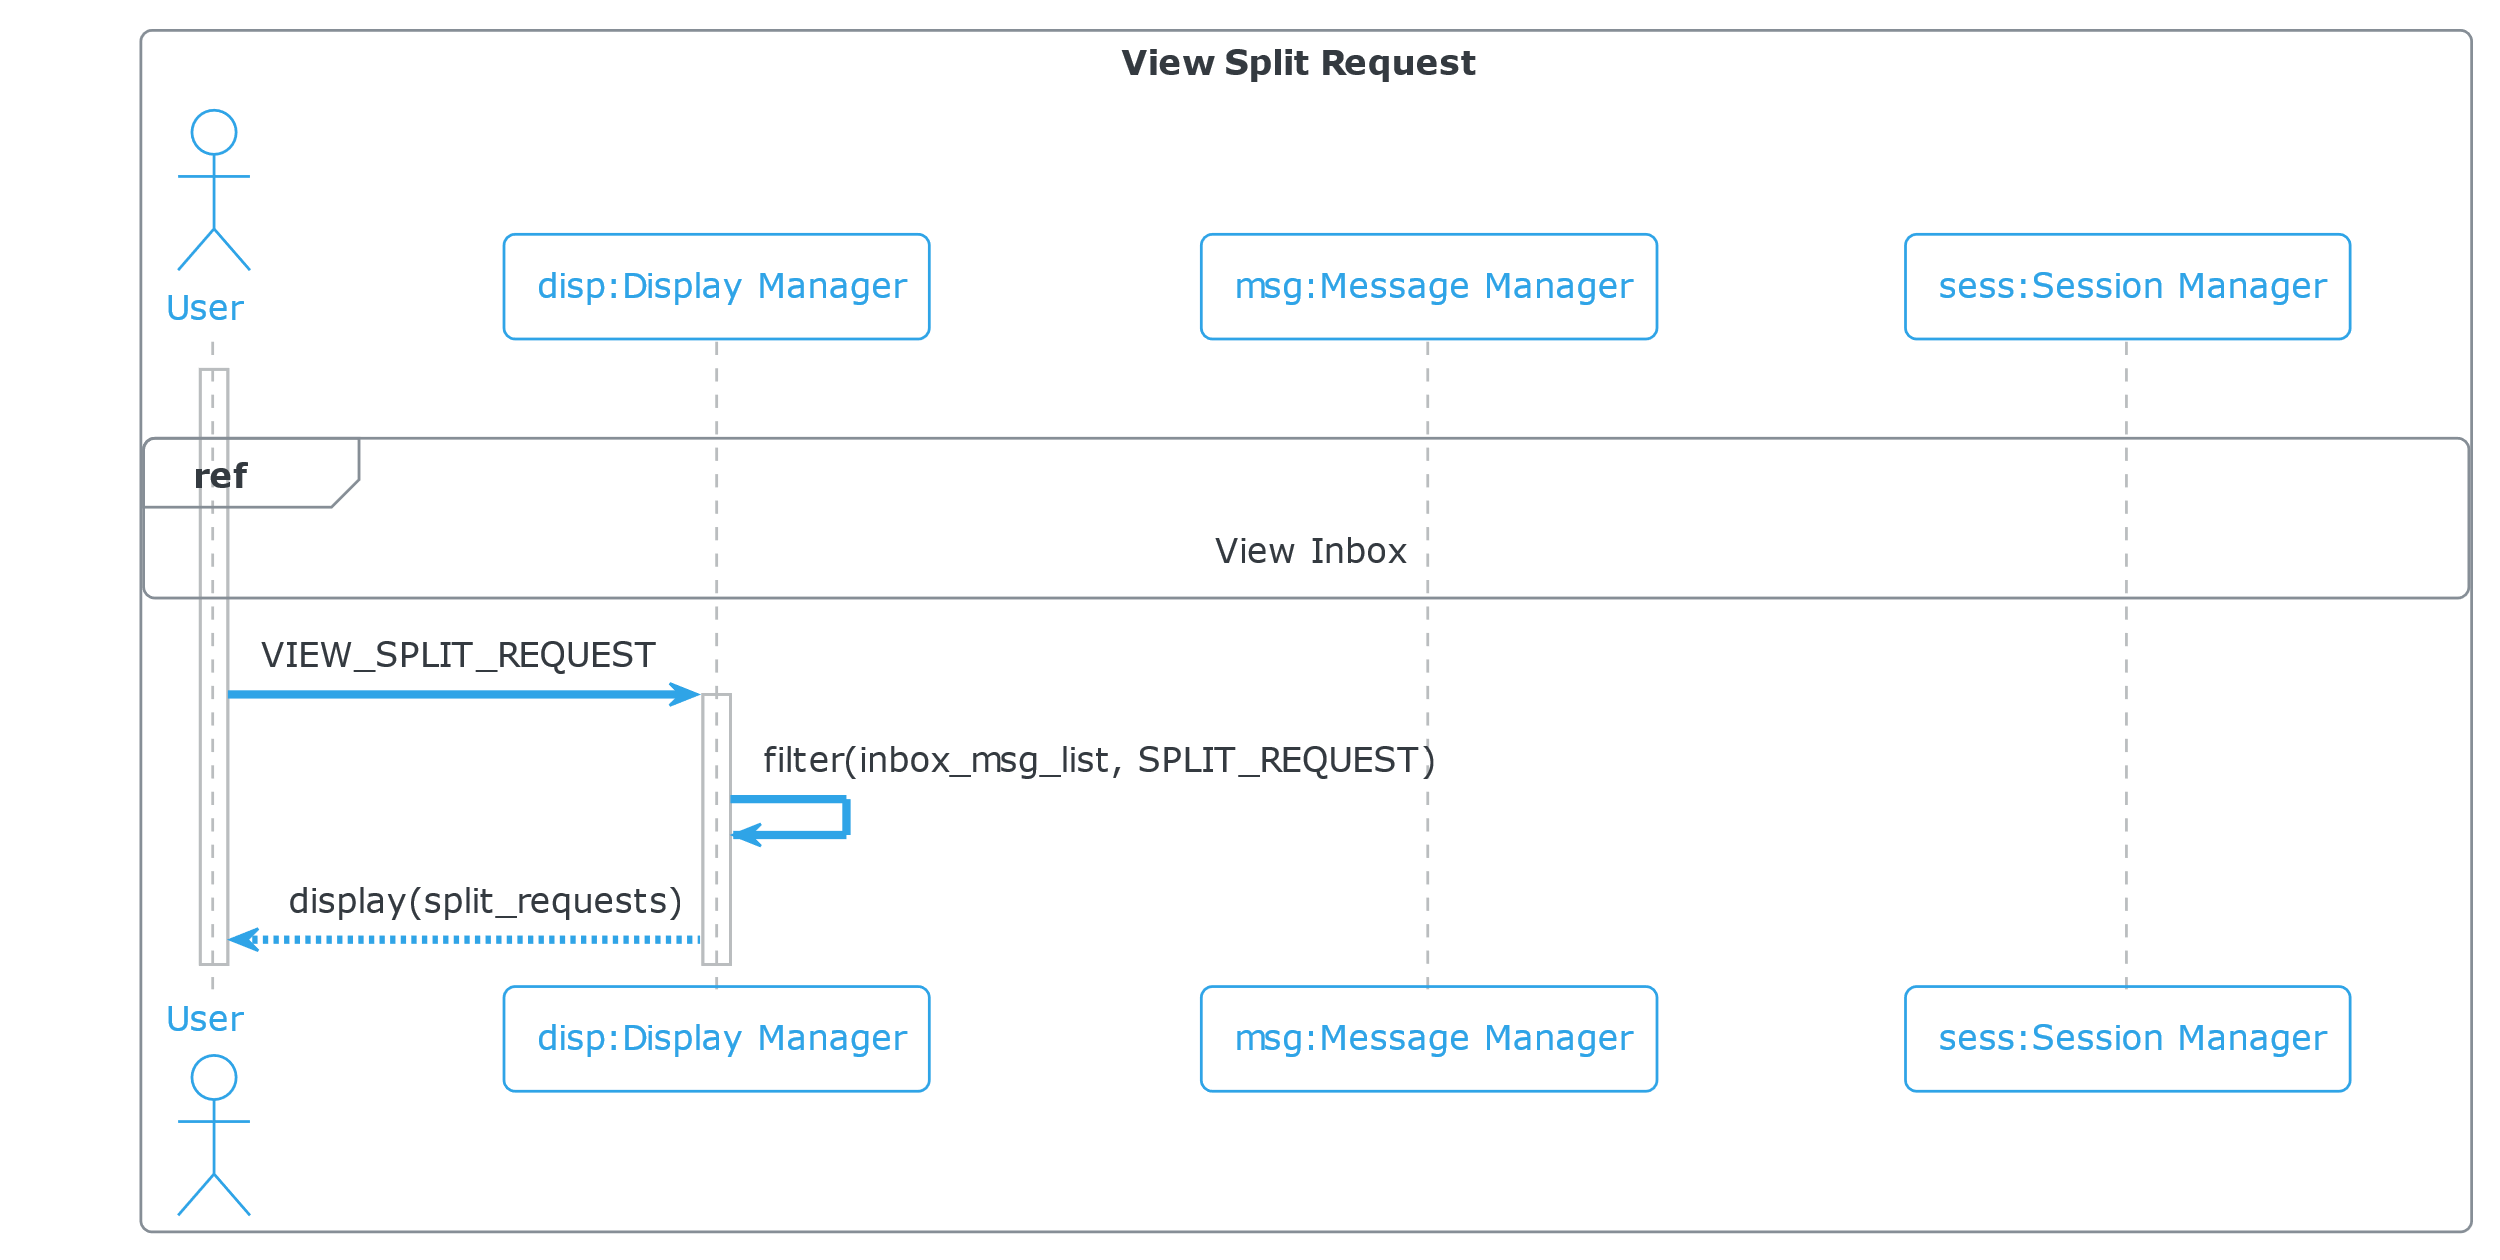 View Split Request
User
disp:Display Manager
msg:Message Manager
sess:Session Manager
ref
View Inbox
VIEW_SPLIT_REQUEST
filter(inbox_msg_list, SPLIT_REQUEST)
display(split_requests)
User
disp:Display Manager
msg:Message Manager
sess:Session Manager